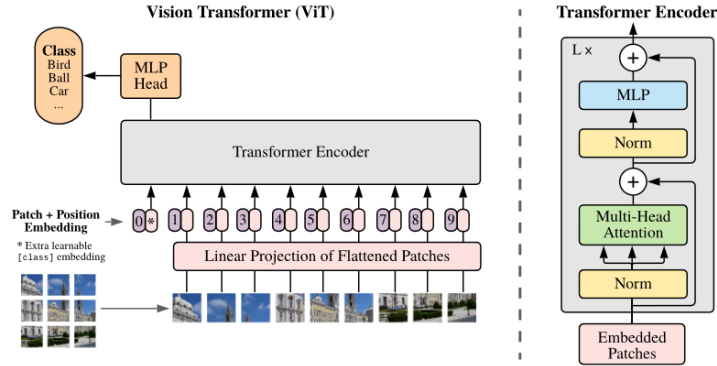 Vision Transformer (ViT)
Class
Bird
Ball
Car
...
MLP
Head
Transformer Encoder
Patch + Position
Embedding
0 * 1 2 3 4 5 6 7 8 9
* Extra learnable
[class] embedding
Linear Projection of Flattened Patches
Transformer Encoder
L x
+
MLP
Norm
+
Multi-Head
Attention
Norm
Embedded
Patches